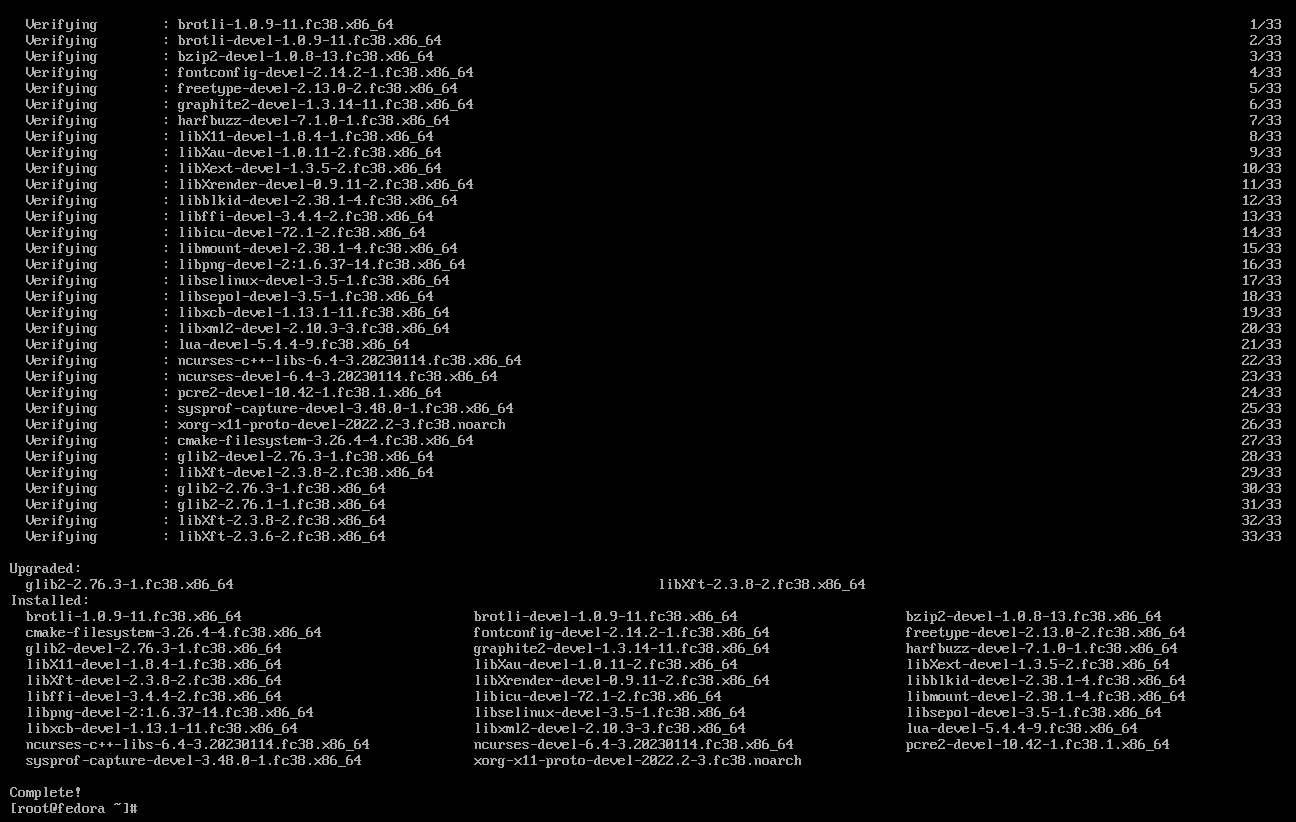 Verifying : brotli-1.0.9-11.fc38.x86_64 1/33
Verifying : brotli-devel-1.0.9-11.fc38.x86_64 2/33
Verifying : bzip2-devel-1.0.8-13.fc38.x86_64 3/33
Verifying : fontconfig-devel-2.14.2-1.fc38.x86_64 4/33
Verifying : freetype-devel-2.13.0-2.fc38.x86_64 5/33
Verifying : graphite2-devel-1.3.14-11.fc38.x86_64 6/33
Verifying : harfbuzz-devel-7.1.0-1.fc38.x86_64 7/33
Verifying : libX11-devel-1.8.4-1.fc38.x86_64 8/33
Verifying : libXau-devel-1.0.11-2.fc38.x86_64 9/33
Verifying : libXext-devel-1.3.5-2.fc38.x86_64 10/33
Verifying : libXrender-devel-0.9.11-2.fc38.x86_64 11/33
Verifying : libblkid-devel-2.38.1-4.fc38.x86_64 12/33
Verifying : libffi-devel-3.4.4-2.fc38.x86_64 13/33
Verifying : libicu-devel-72.1-2.fc38.x86_64 14/33
Verifying : libmount-devel-2.38.1-4.fc38.x86_64 15/33
Verifying : libpng-devel-2:1.6.37-14.fc38.x86_64 16/33
Verifying : libselinux-devel-3.5-1.fc38.x86_64 17/33
Verifying : libsepol-devel-3.5-1.fc38.x86_64 18/33
Verifying : libxcb-devel-1.13.1-11.fc38.x86_64 19/33
Verifying : libxml2-devel-2.10.3-3.fc38.x86_64 20/33
Verifying : lua-devel-5.4.4-9.fc38.x86_64 21/33
Verifying : ncurses-c++-libs-6.4-3.20230114.fc38.x86_64 22/33
Verifying : ncurses-devel-6.4-3.20230114.fc38.x86_64 23/33
Verifying : pcre2-devel-10.42-1.fc38.1.x86_64 24/33
Verifying : sysprof-capture-devel-3.48.0-1.fc38.x86_64 25/33
Verifying : xorg-x11-proto-devel-2022.2-3.fc38.noarch 26/33
Verifying : cmake-filesystem-3.26.4-4.fc38.x86_64 27/33
Verifying : glib2-devel-2.76.3-1.fc38.x86_64 28/33
Verifying : libXft-devel-2.3.8-2.fc38.x86_64 29/33
Verifying : glib2-2.76.3-1.fc38.x86_64 30/33
Verifying : glib2-2.76.1-1.fc38.x86_64 31/33
Verifying : libXft-2.3.8-2.fc38.x86_64 32/33
Verifying : libXft-2.3.6-2.fc38.x86_64 33/33
Upgraded:
glib2-2.76.3-1.fc38.x86_64 libXft-2.3.8-2.fc38.x86_64
Installed:
brotli-1.0.9-11.fc38.x86_64 brotli-devel-1.0.9-11.fc38.x86_64 bzip2-devel-1.0.8-13.fc38.x86_64
cmake-filesystem-3.26.4-4.fc38.x86_64 fontconfig-devel-2.14.2-1.fc38.x86_64 freetype-devel-2.13.0-2.fc38.x86_64
glib2-devel-2.76.3-1.fc38.x86_64 graphite2-devel-1.3.14-11.fc38.x86_64 harfbuzz-devel-7.1.0-1.fc38.x86_64
libX11-devel-1.8.4-1.fc38.x86_64 libXau-devel-1.0.11-2.fc38.x86_64 libXext-devel-1.3.5-2.fc38.x86_64
libXft-devel-2.3.8-2.fc38.x86_64 libXrender-devel-0.9.11-2.fc38.x86_64 libblkid-devel-2.38.1-4.fc38.x86_64
libffi-devel-3.4.4-2.fc38.x86_64 libicu-devel-72.1-2.fc38.x86_64 libmount-devel-2.38.1-4.fc38.x86_64
libpng-devel-2:1.6.37-14.fc38.x86_64 libselinux-devel-3.5-1.fc38.x86_64 libsepol-devel-3.5-1.fc38.x86_64
libxcb-devel-1.13.1-11.fc38.x86_64 libxml2-devel-2.10.3-3.fc38.x86_64 lua-devel-5.4.4-9.fc38.x86_64
ncurses-c++-libs-6.4-3.20230114.fc38.x86_64 ncurses-devel-6.4-3.20230114.fc38.x86_64 pcre2-devel-10.42-1.fc38.1.x86_64
sysprof-capture-devel-3.48.0-1.fc38.x86_64 xorg-x11-proto-devel-2022.2-3.fc38.noarch
Complete!
[root@fedora ~]#